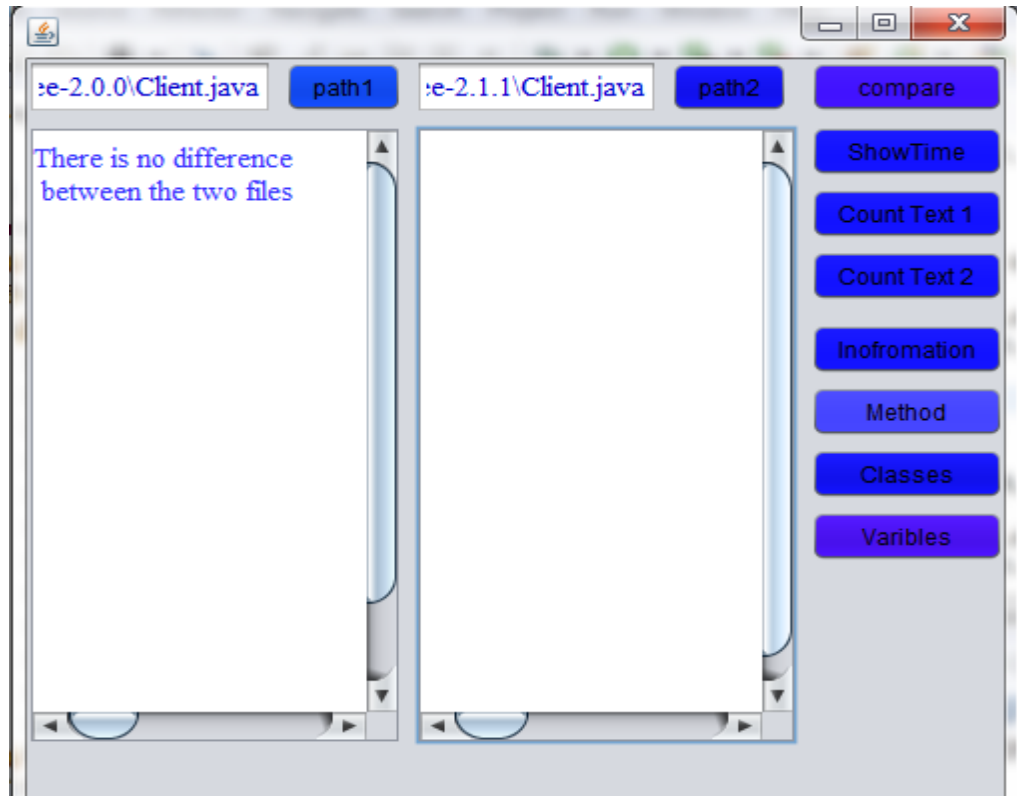 :e-2.0.0\Client.java
path1
:e-2.1.1\Client.java
path2
compare
There is no difference
between the two files
ShowTime
Count Text 1
Count Text 2
Inofromation
Method
Classes
Varibles